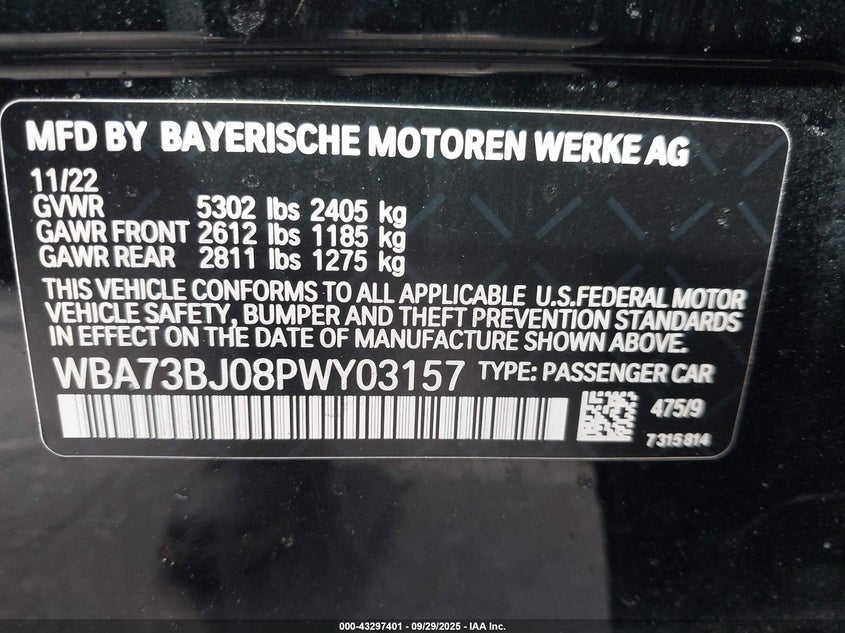 MFD BY BAYERISCHE MOTOREN WERKE AG
11/22
GVWR 5302 lbs 2405 kg
GAWR FRONT 2612 lbs 1185 kg
GAWR REAR 2811 lbs 1275 kg
THIS VEHICLE CONFORMS TO ALL APPLICABLE U.S.FEDERAL MOTOR
VEHICLE SAFETY, BUMPER AND THEFT PREVENTION STANDARDS
IN EFFECT ON THE DATE OF MANUFACTURE SHOWN ABOVE.
WBA73BJ08PWY03157 TYPE: PASSENGER CAR
475/9
7315814
000-43297401 - 09/29/2025 - IAA Inc.